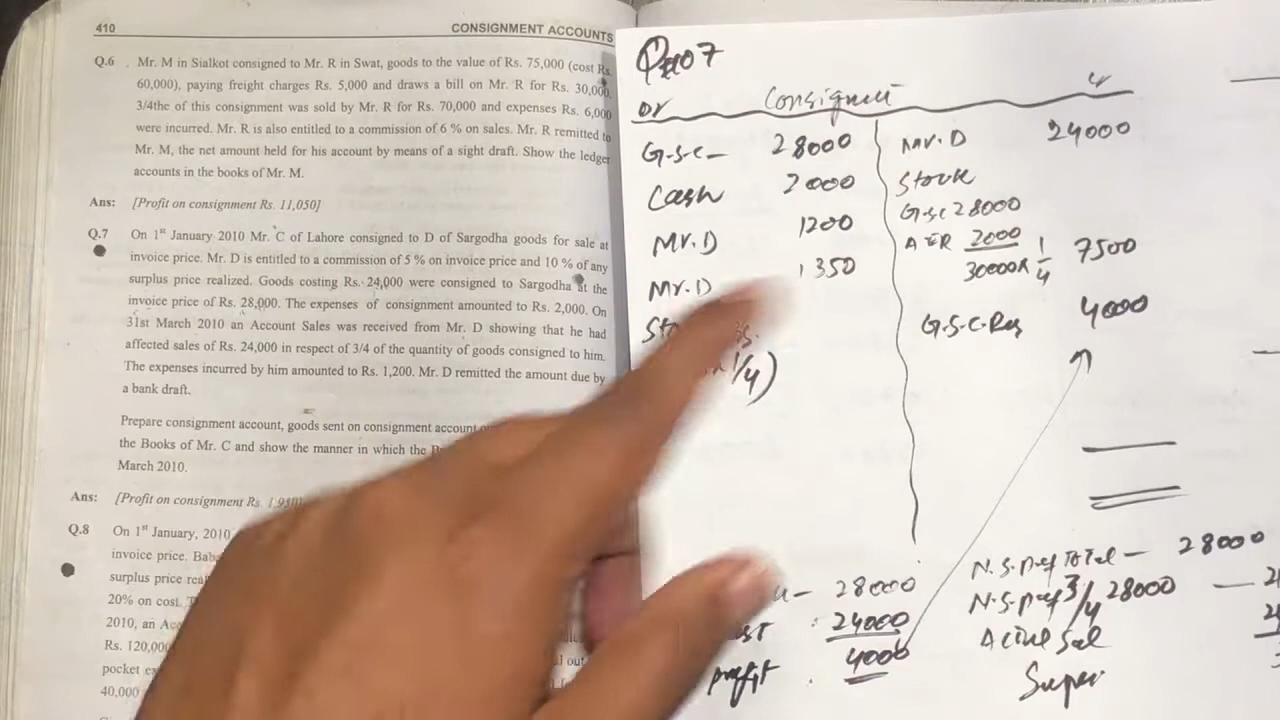 410
CONSIGNMENT ACCOUNTS
Q.6 Mr. M in Sialkot consigned to Mr. R in Swat, goods to the value of Rs. 75,000 (cost Rs.
60,000), paying freight charges Rs. 5,000 and draws a bill on Mr. R for Rs. 30,000.
3/4the of this consignment was sold by Mr. R for Rs. 70,000 and expenses Rs. 6,000
were incurred. Mr. R is also entitled to a commission of 6 % on sales. Mr. R remitted to
Mr. M, the net amount held for his account by means of a sight draft. Show the ledger
accounts in the books of Mr. M.
Ans: [Profit on consignment Rs. 11,050]
Q.7 On 1st January 2010 Mr. C of Lahore consigned to D of Sargodha goods for sale at
invoice price. Mr. D is entitled to a commission of 5 % on invoice price and 10 % of any
surplus price realized. Goods costing Rs. 24,000 were consigned to Sargodha at the
invoice price of Rs. 28,000. The expenses of consignment amounted to Rs. 2,000. On
31st March 2010 an Account Sales was received from Mr. D showing that he had
affected sales of Rs. 24,000 in respect of 3/4 of the quantity of goods consigned to him.
The expenses incurred by him amounted to Rs. 1,200. Mr. D remitted the amount due by
a bank draft.
Prepare consignment account, goods sent on consignment account
the Books of Mr. C and show the manner in which the
March 2010.
Ans: [Profit on consignment Rs. 1,950]
Q.8 On 1st January, 2010
invoice price. Bab
surplus price rea
20% on cost.
2010, an Acc
Rs. 120,000
pocket ex
40,000
07
Dr Consignment Cr
G.S.C- 28000 Mr. D 24000
Cash 2000 Stock
Mr. D 1200 G.S.C 28000
Mr. D 1350 2000
30000 x 1/4 7500
1/4) G.S.C. Res 4000
28000
24000
profit 4000
N.S.P of Total - 28000
N.S.P of 3/4 28000
Actual Sal